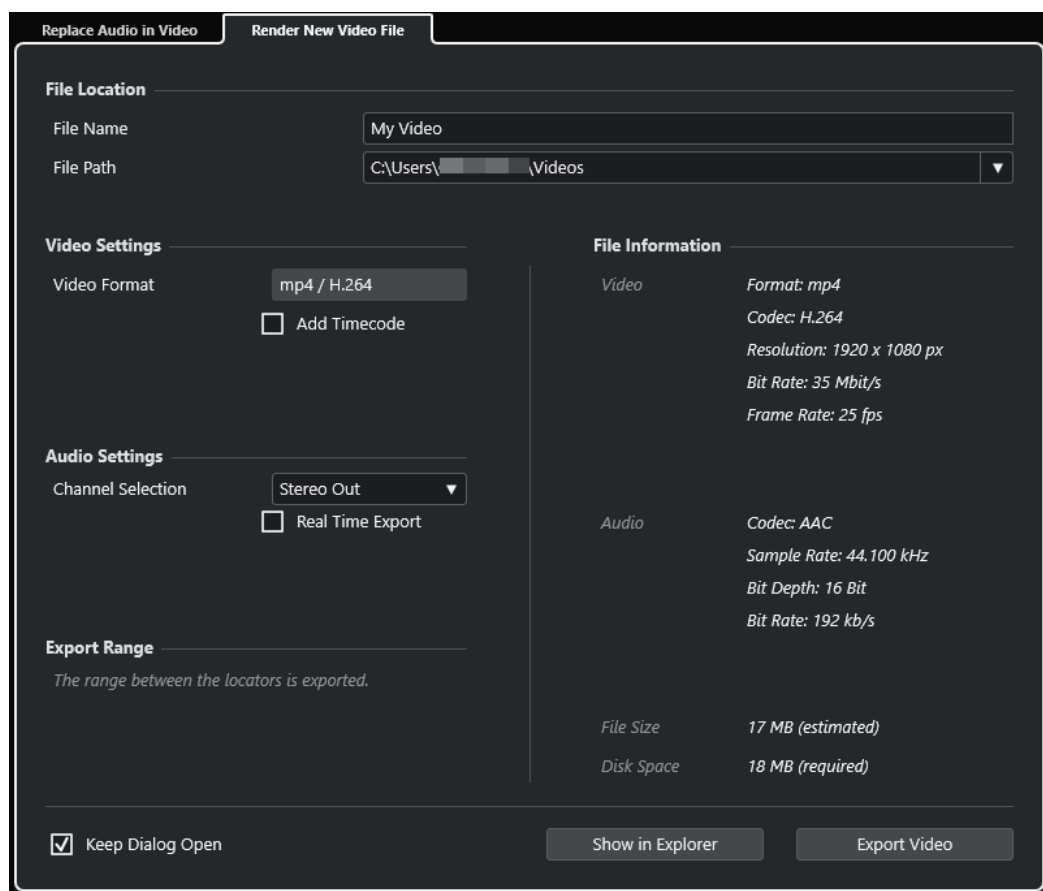 Replace Audio in Video
Render New Video File
File Location
File Name
My Video
File Path
C:\Users\ \Videos
Video Settings
Video Format
mp4 / H.264
Add Timecode
Audio Settings
Channel Selection
Stereo Out
Real Time Export
Export Range
The range between the locators is exported.
File Information
Video
Format: mp4
Codec: H.264
Resolution: 1920 x 1080 px
Bit Rate: 35 Mbit/s
Frame Rate: 25 fps
Audio
Codec: AAC
Sample Rate: 44.100 kHz
Bit Depth: 16 Bit
Bit Rate: 192 kb/s
File Size
17 MB (estimated)
Disk Space
18 MB (required)
Keep Dialog Open
Show in Explorer
Export Video